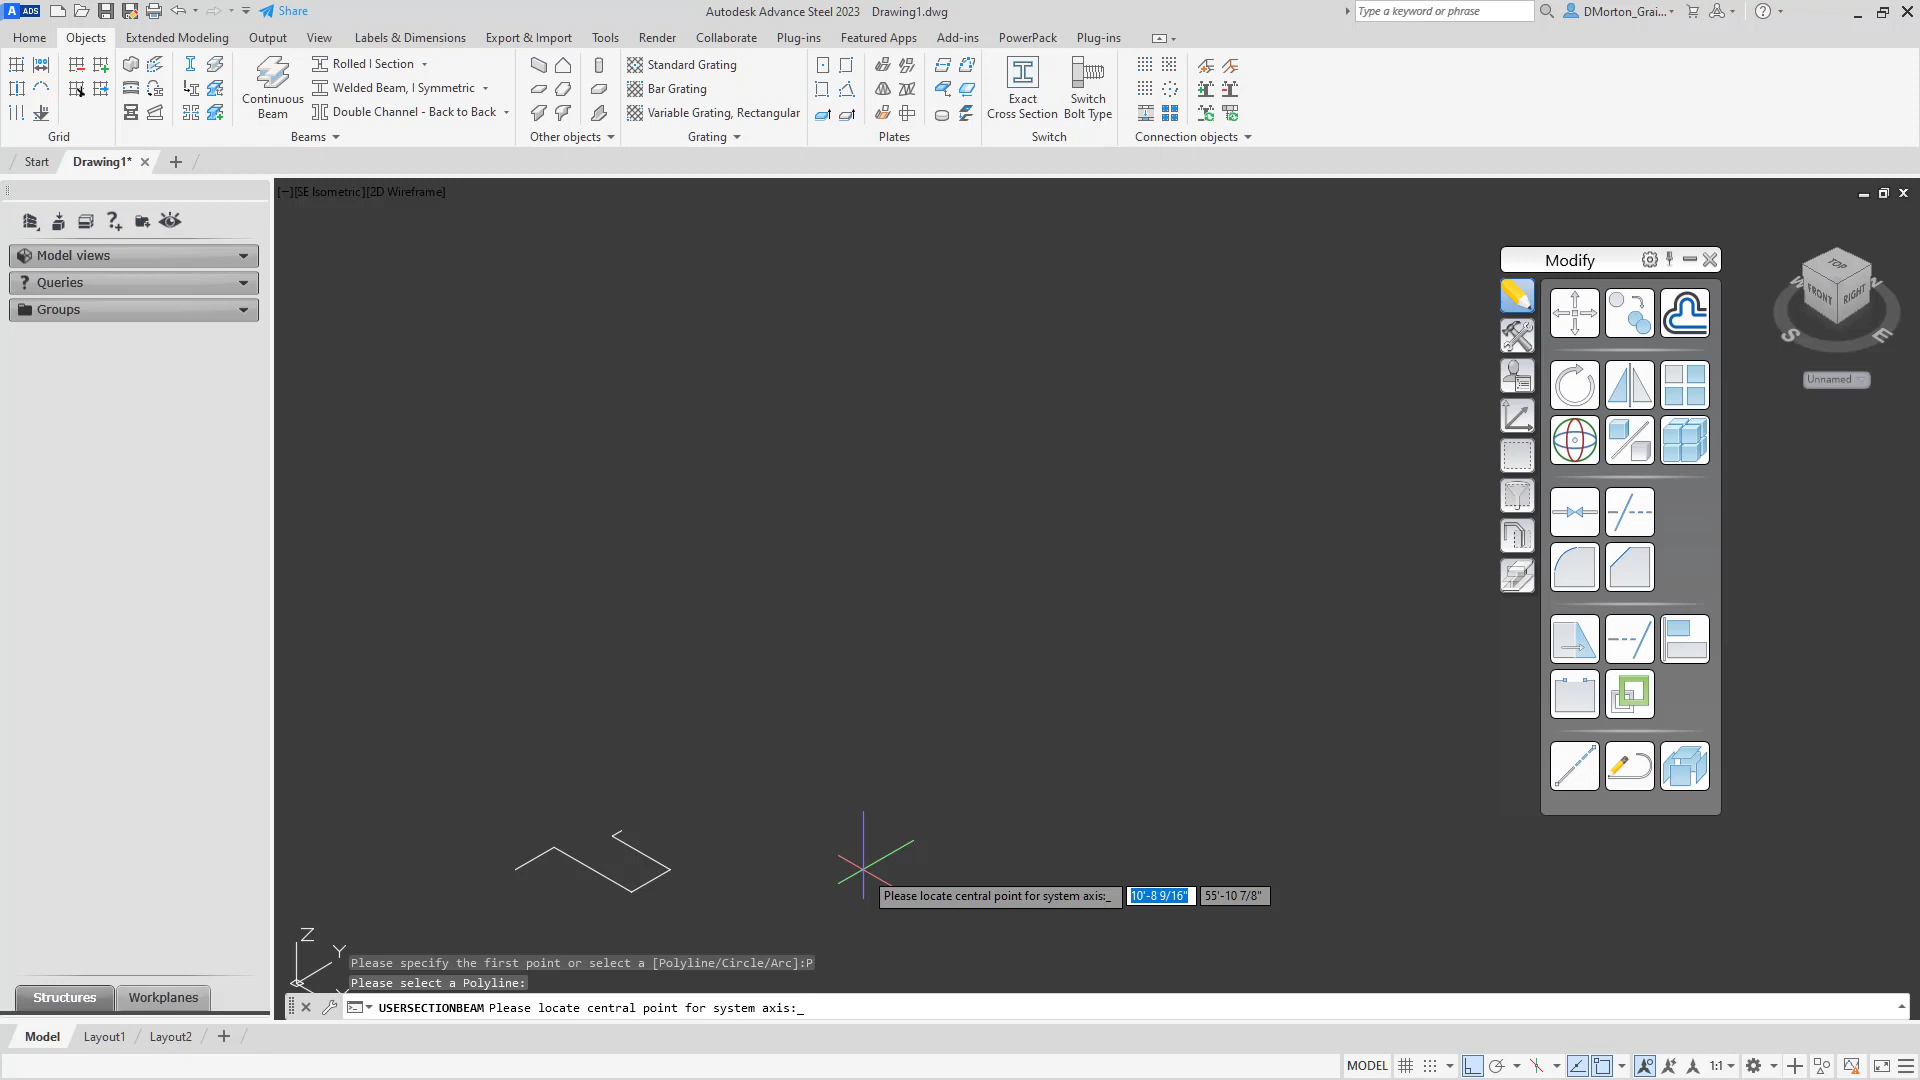 A ADS Share Autodesk Advance Steel 2023 Drawing1.dwg Type a keyword or phrase DMorton_Grai...
Home Objects Extended Modeling Output View Labels & Dimensions Export & Import Tools Render Collaborate Plug-ins Featured Apps Add-ins PowerPack Plug-ins
Rolled I Section
Welded Beam, I Symmetric
Double Channel - Back to Back
Continuous
Beam
Standard Grating
Bar Grating
Variable Grating, Rectangular
Exact
Cross Section
Switch
Bolt Type
Grid Beams Other objects Grating Plates Switch Connection objects
Start Drawing1*
[−][SE Isometric][2D Wireframe]
Model views
Queries
Groups
Modify
TOP
FRONT
RIGHT
W N
S E
Unnamed
Please locate central point for system axis:_ 10'-8 9/16" 55'-10 7/8"
Z
Y
Please specify the first point or select a [Polyline/Circle/Arc]:P
Please select a Polyline:
USERSECTIONBEAM Please locate central point for system axis:_
Structures Workplanes
Model Layout1 Layout2
MODEL 1:1